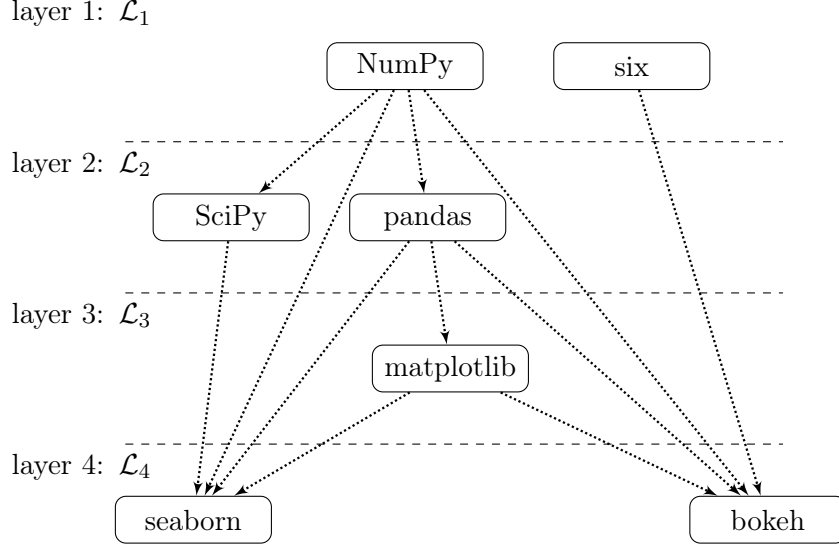 layer 1: ℒ₁
NumPy
six
layer 2: ℒ₂
SciPy
pandas
layer 3: ℒ₃
matplotlib
layer 4: ℒ₄
seaborn
bokeh